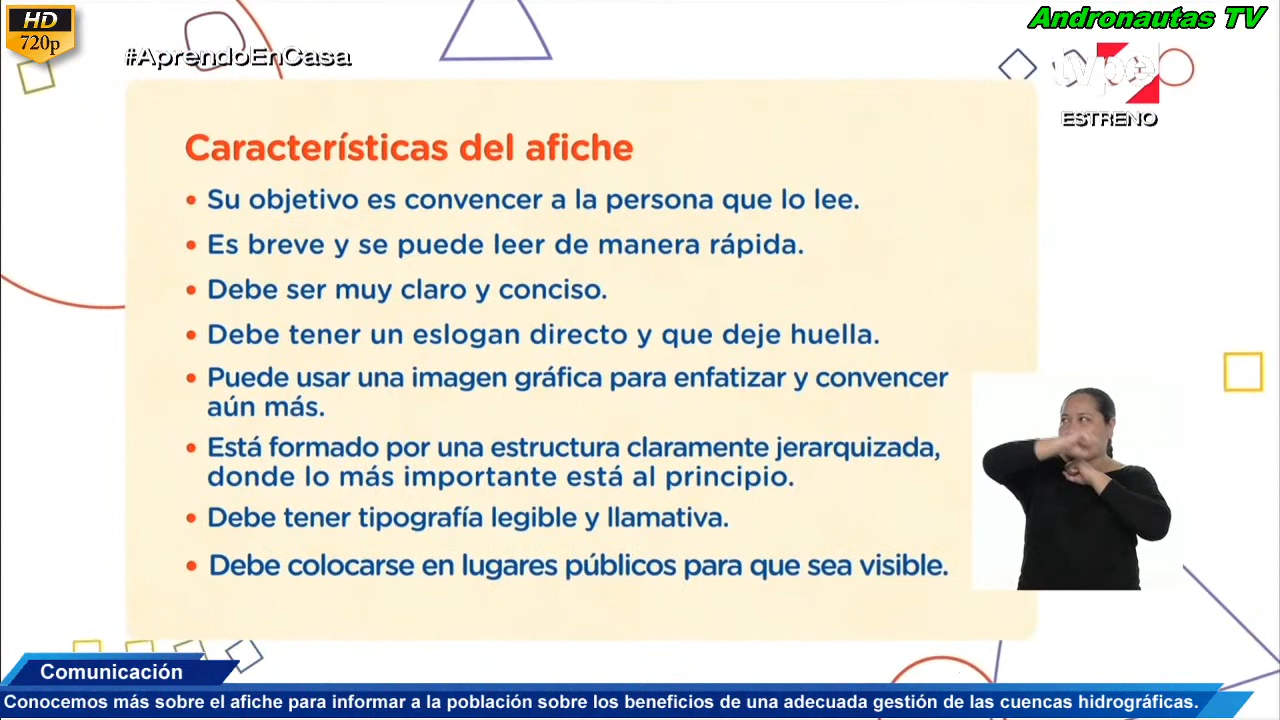 HD
720p
Andronautas TV
#AprendoEnCasa
tvpe
ESTRENO
Características del afiche
• Su objetivo es convencer a la persona que lo lee.
• Es breve y se puede leer de manera rápida.
• Debe ser muy claro y conciso.
• Debe tener un eslogan directo y que deje huella.
• Puede usar una imagen gráfica para enfatizar y convencer
aún más.
• Está formado por una estructura claramente jerarquizada,
donde lo más importante está al principio.
• Debe tener tipografía legible y llamativa.
• Debe colocarse en lugares públicos para que sea visible.
Comunicación
Conocemos más sobre el afiche para informar a la población sobre los beneficios de una adecuada gestión de las cuencas hidrográficas.